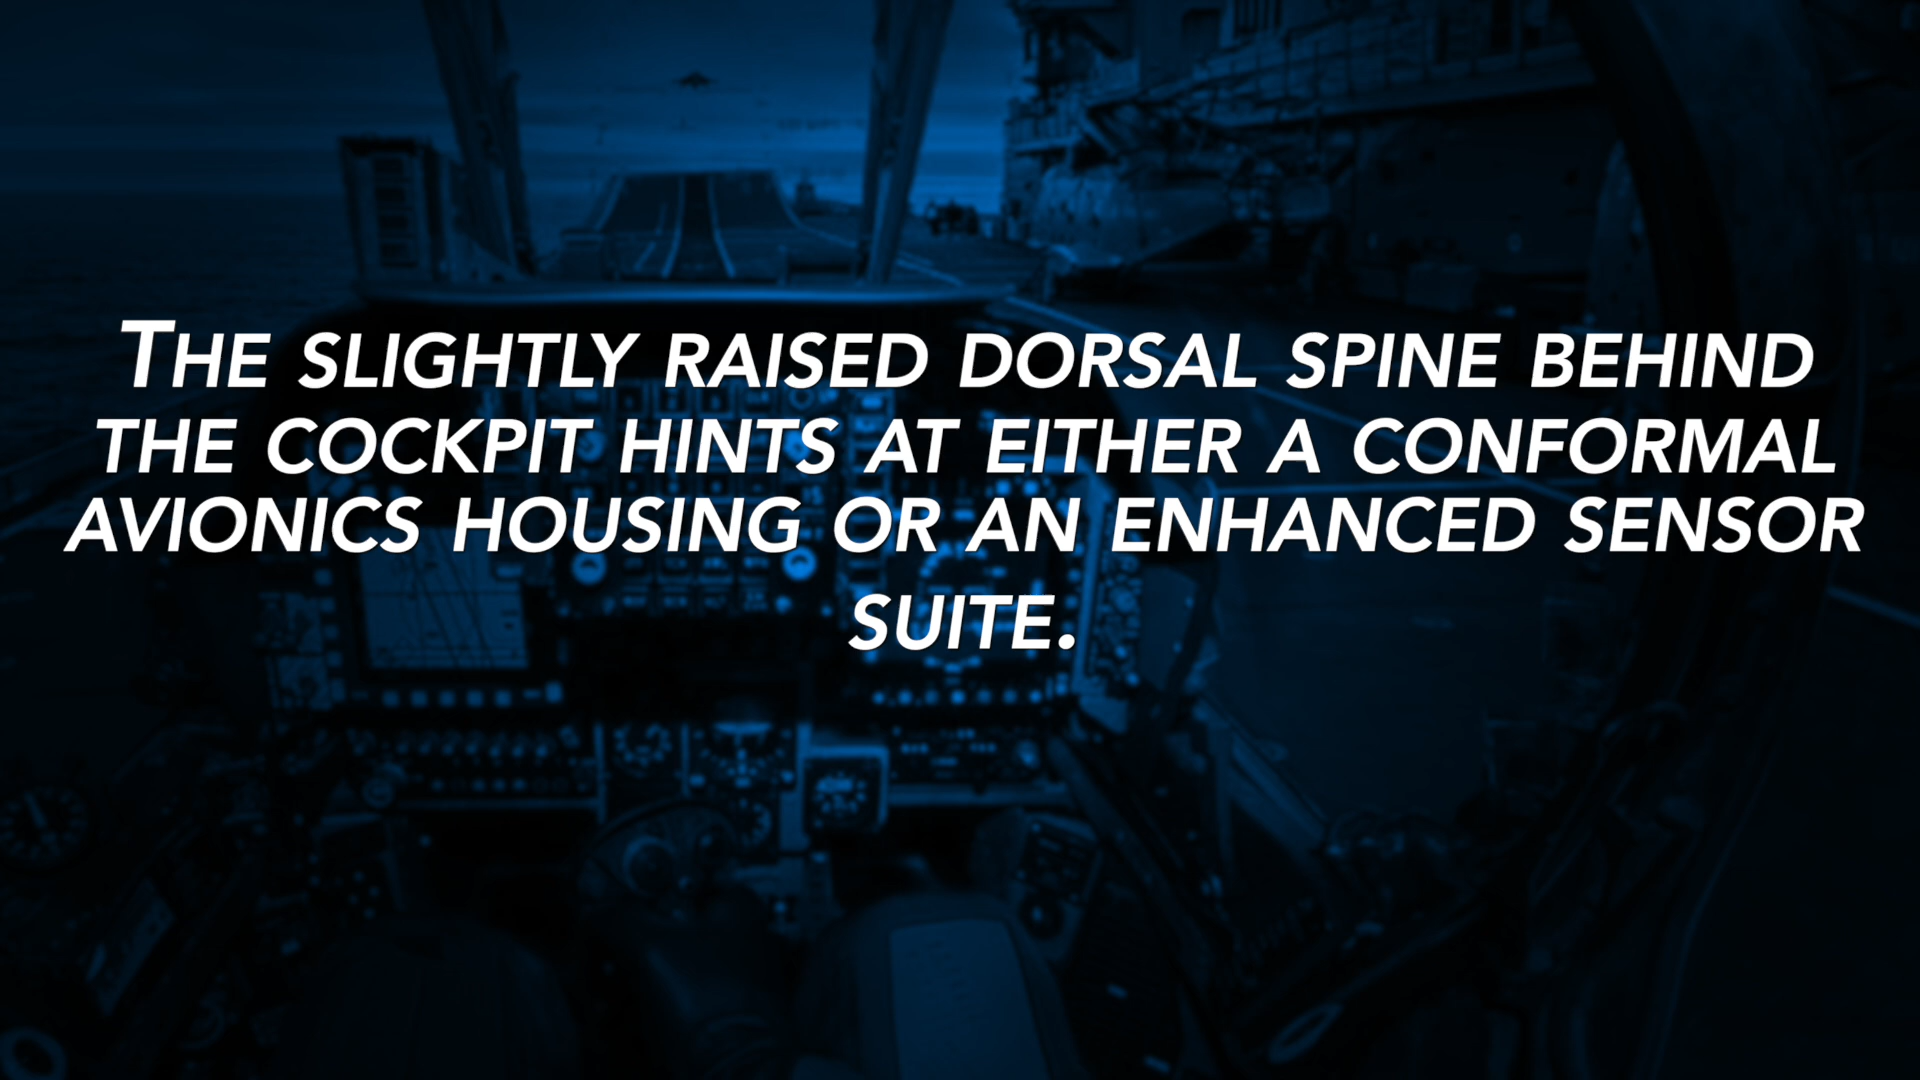 The slightly raised dorsal spine behind
the cockpit hints at either a conformal
avionics housing or an enhanced sensor
suite.